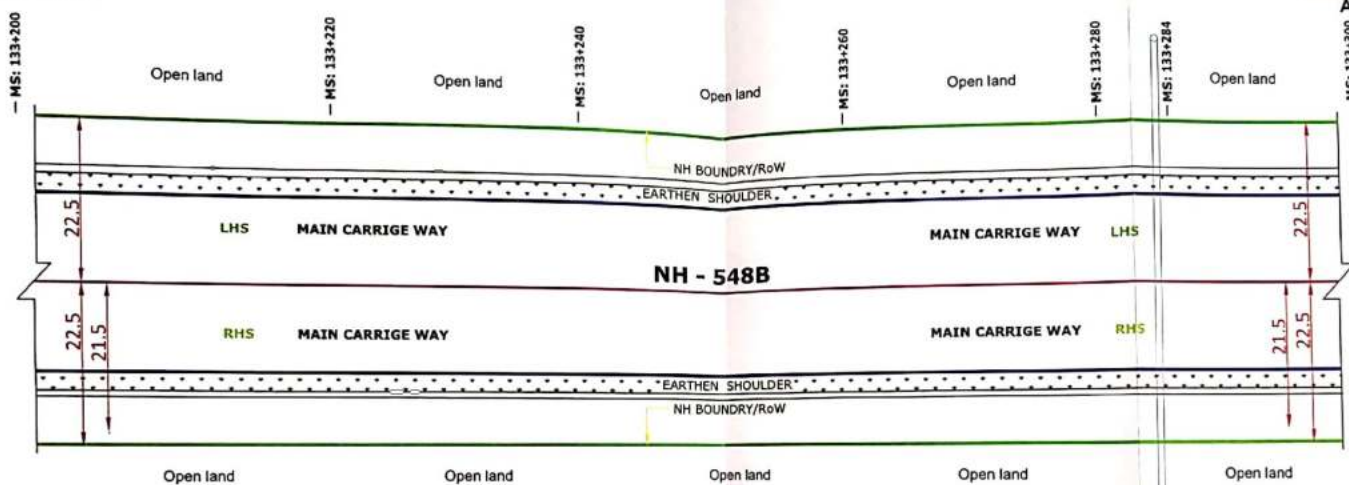 MS: 133+200
MS: 133+220
MS: 133+240
MS: 133+260
MS: 133+280
MS: 133+284
A
Open land
Open land
Open land
Open land
Open land
NH BOUNDRY/RoW
EARTHEN SHOULDER
22.5
22.5
LHS MAIN CARRIGE WAY
MAIN CARRIGE WAY LHS
NH - 548B
22.5
21.5
RHS MAIN CARRIGE WAY
MAIN CARRIGE WAY RHS
21.5
22.5
EARTHEN SHOULDER
NH BOUNDRY/RoW
Open land
Open land
Open land
Open land
Open land